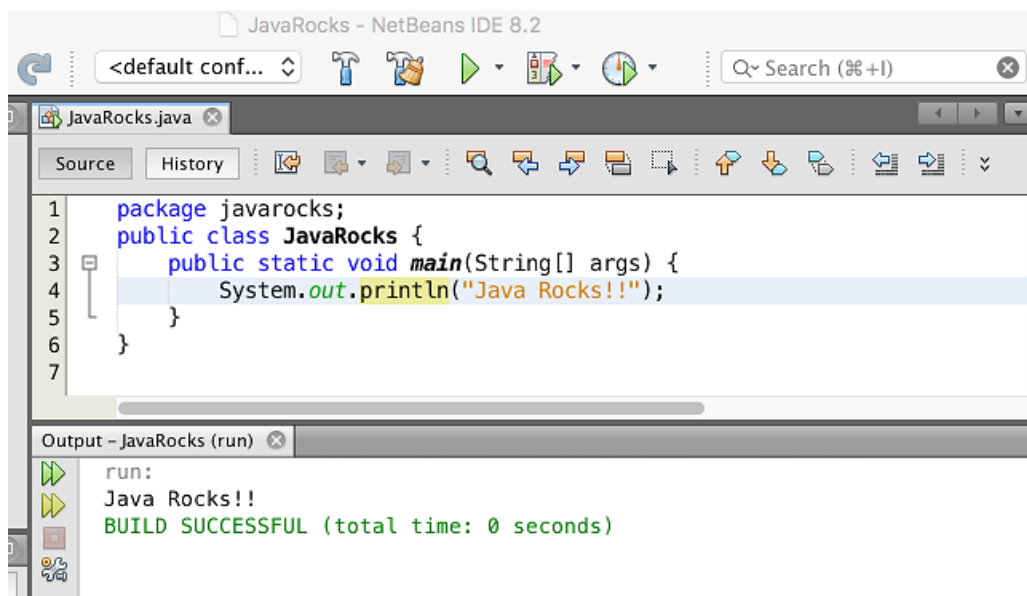 JavaRocks - NetBeans IDE 8.2
<default conf...
Search (⌘+I)
JavaRocks.java
Source History
1 package javarocks;
2 public class JavaRocks {
3     public static void main(String[] args) {
4         System.out.println("Java Rocks!!");
5     }
6 }
7
Output – JavaRocks (run)
run:
Java Rocks!!
BUILD SUCCESSFUL (total time: 0 seconds)